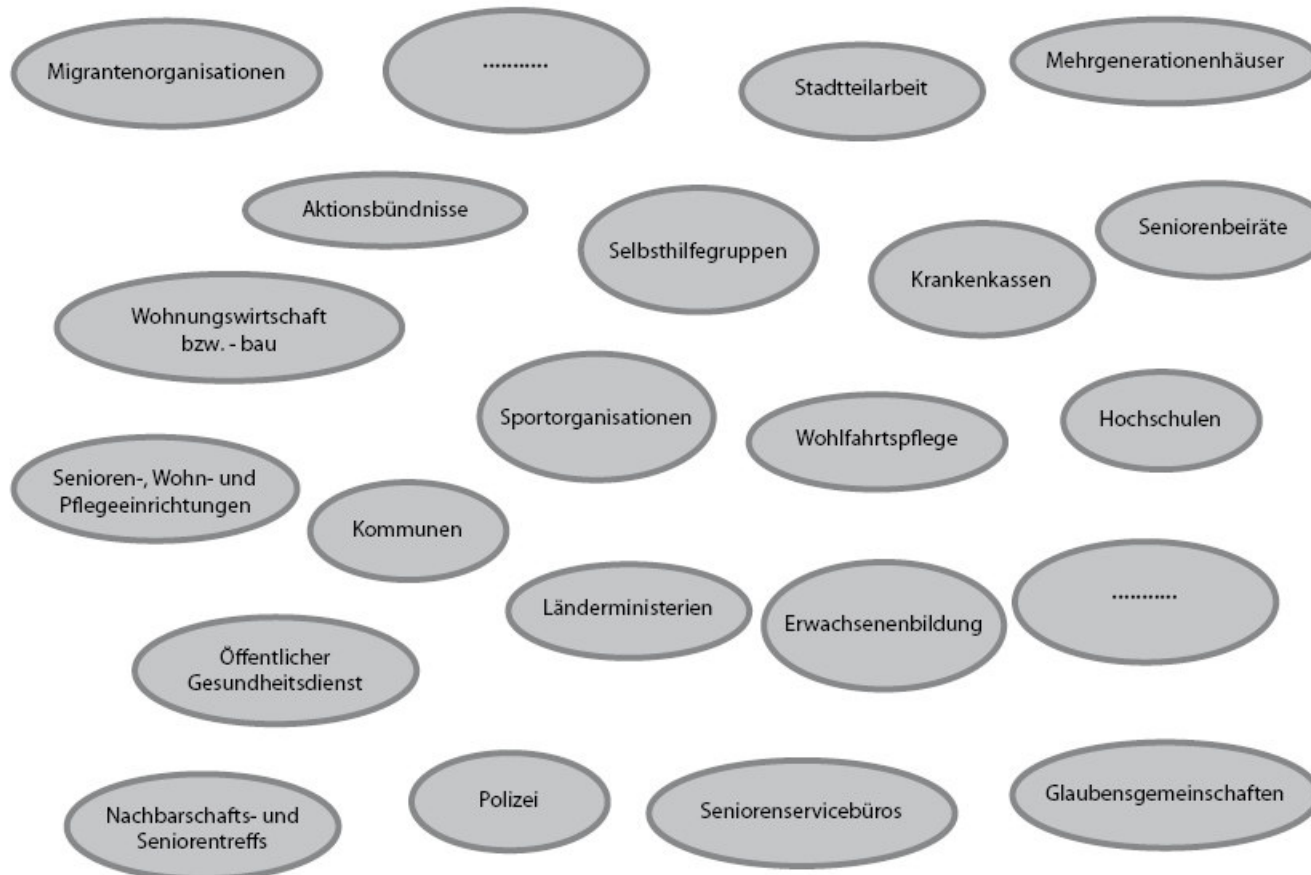 Migrantenorganisationen
...........
Stadtteilarbeit
Mehrgenerationenhäuser
Aktionsbündnisse
Selbsthilfegruppen
Krankenkassen
Seniorenbeiräte
Wohnungswirtschaft
bzw. - bau
Sportorganisationen
Wohlfahrtspflege
Hochschulen
Senioren-, Wohn- und
Pflegeeinrichtungen
Kommunen
Länderministerien
Erwachsenenbildung
...........
Öffentlicher
Gesundheitsdienst
Nachbarschafts- und
Seniorentreffs
Polizei
Seniorenservicebüros
Glaubensgemeinschaften